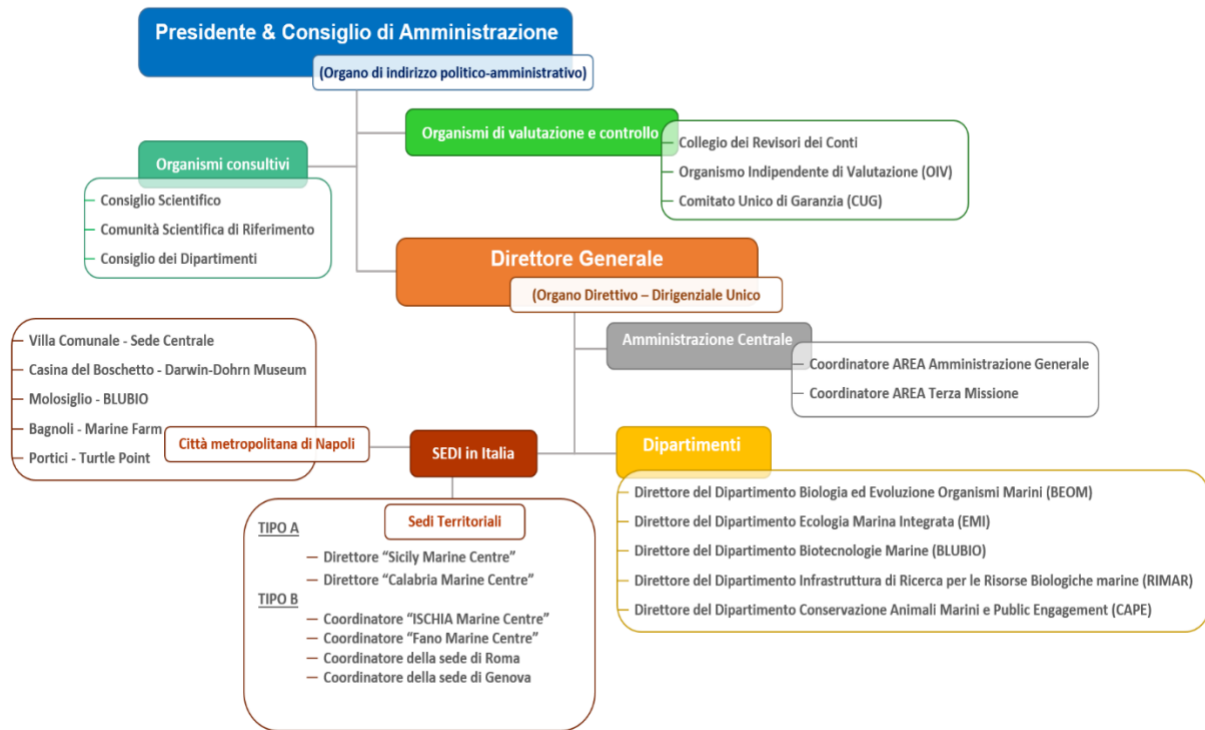 Presidente & Consiglio di Amministrazione
(Organo di indirizzo politico-amministrativo)
Organismi di valutazione e controllo
Collegio dei Revisori dei Conti
Organismo Indipendente di Valutazione (OIV)
Comitato Unico di Garanzia (CUG)
Organismi consultivi
Consiglio Scientifico
Comunità Scientifica di Riferimento
Consiglio dei Dipartimenti
Direttore Generale
(Organo Direttivo – Dirigenziale Unico
Amministrazione Centrale
Coordinatore AREA Amministrazione Generale
Coordinatore AREA Terza Missione
Villa Comunale - Sede Centrale
Casina del Boschetto - Darwin-Dohrn Museum
Molosiglio - BLUBIO
Bagnoli - Marine Farm
Portici - Turtle Point
Città metropolitana di Napoli
SEDI in Italia
Dipartimenti
Direttore del Dipartimento Biologia ed Evoluzione Organismi Marini (BEOM)
Direttore del Dipartimento Ecologia Marina Integrata (EMI)
Direttore del Dipartimento Biotecnologie Marine (BLUBIO)
Direttore del Dipartimento Infrastruttura di Ricerca per le Risorse Biologiche marine (RIMAR)
Direttore del Dipartimento Conservazione Animali Marini e Public Engagement (CAPE)
Sedi Territoriali
TIPO A
Direttore “Sicily Marine Centre”
Direttore “Calabria Marine Centre”
TIPO B
Coordinatore “ISCHIA Marine Centre”
Coordinatore “Fano Marine Centre”
Coordinatore della sede di Roma
Coordinatore della sede di Genova